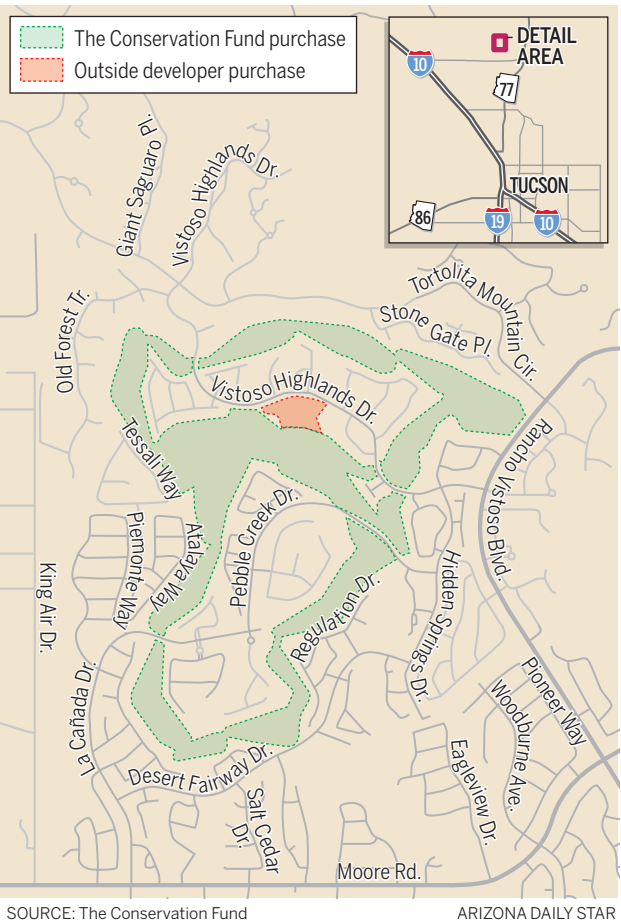 The Conservation Fund purchase
Outside developer purchase
DETAIL
AREA
10
77
TUCSON
86
19
10
Giant Saguaro Pl.
Vistoso Highlands Dr.
Tortolita Mountain Cir.
Stone Gate Pl.
Old Forest Tr.
Vistoso Highlands Dr.
Tessali Way
Rancho Vistoso Blvd.
Pebble Creek Dr.
Piemonte Way
Atalaya Way
King Air Dr.
Regulation Dr.
Hidden Springs Dr.
La Cañada Dr.
Pioneer Way
Woodburne Ave.
Eagleview Dr.
Desert Fairway Dr.
Salt Cedar
Dr.
Moore Rd.
SOURCE: The Conservation Fund
ARIZONA DAILY STAR